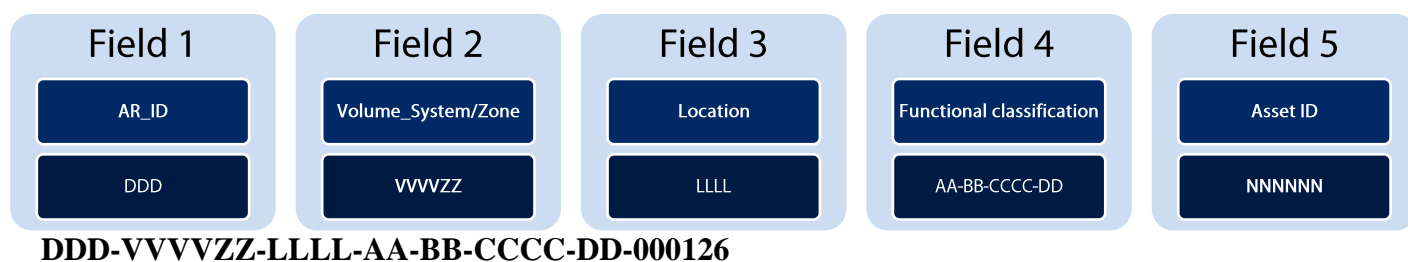 Field 1 Field 2 Field 3 Field 4 Field 5
AR_ID Volume_System/Zone Location Functional classification Asset ID
DDD VVVVZZ LLLL AA-BB-CCCC-DD NNNNNN
DDD-VVVVZZ-LLLL-AA-BB-CCCC-DD-000126